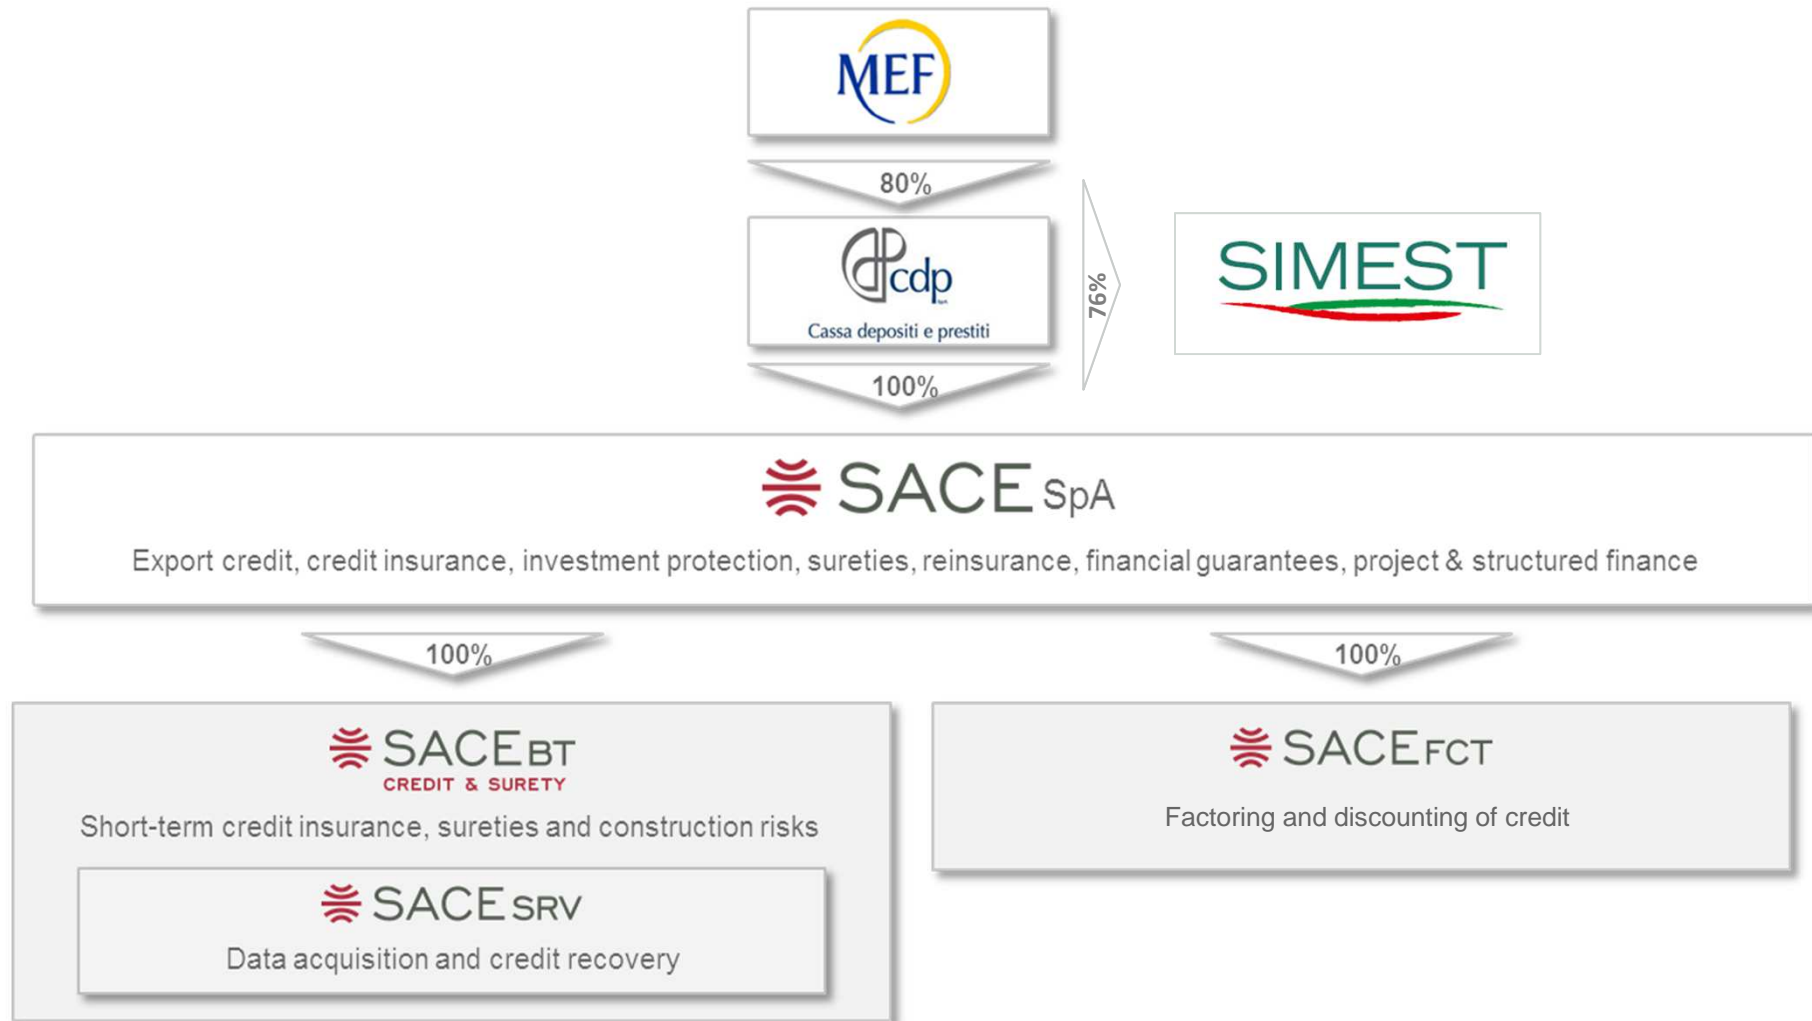 MEF
80%
cdp
SpA
Cassa depositi e prestiti
76%
SIMEST
100%
SACE SpA
Export credit, credit insurance, investment protection, sureties, reinsurance, financial guarantees, project & structured finance
100%
100%
SACE BT
CREDIT & SURETY
Short-term credit insurance, sureties and construction risks
SACE SRV
Data acquisition and credit recovery
SACE FCT
Factoring and discounting of credit